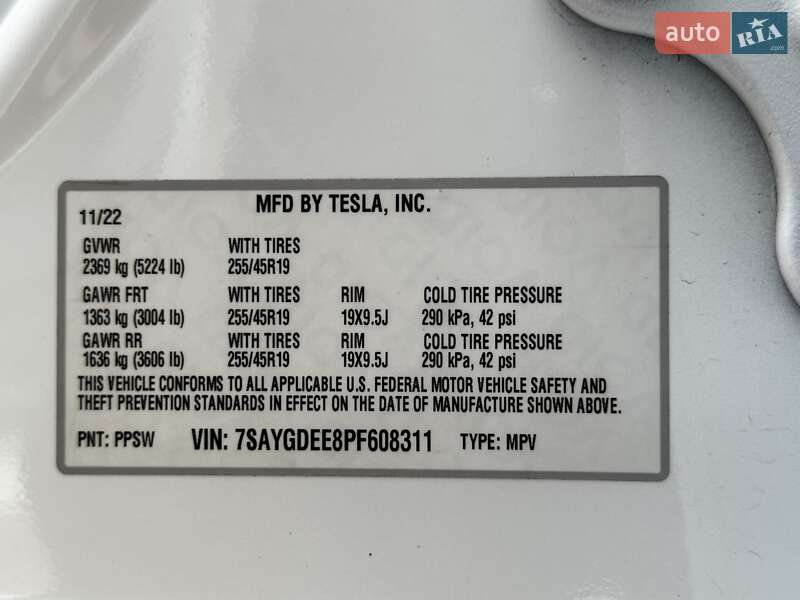 auto RIA.com
MFD BY TESLA, INC.
11/22
GVWR WITH TIRES
2369 kg (5224 lb) 255/45R19
GAWR FRT WITH TIRES RIM COLD TIRE PRESSURE
1363 kg (3004 lb) 255/45R19 19X9.5J 290 kPa, 42 psi
GAWR RR WITH TIRES RIM COLD TIRE PRESSURE
1636 kg (3606 lb) 255/45R19 19X9.5J 290 kPa, 42 psi
THIS VEHICLE CONFORMS TO ALL APPLICABLE U.S. FEDERAL MOTOR VEHICLE SAFETY AND
THEFT PREVENTION STANDARDS IN EFFECT ON THE DATE OF MANUFACTURE SHOWN ABOVE.
PNT: PPSW VIN: 7SAYGDEE8PF608311 TYPE: MPV